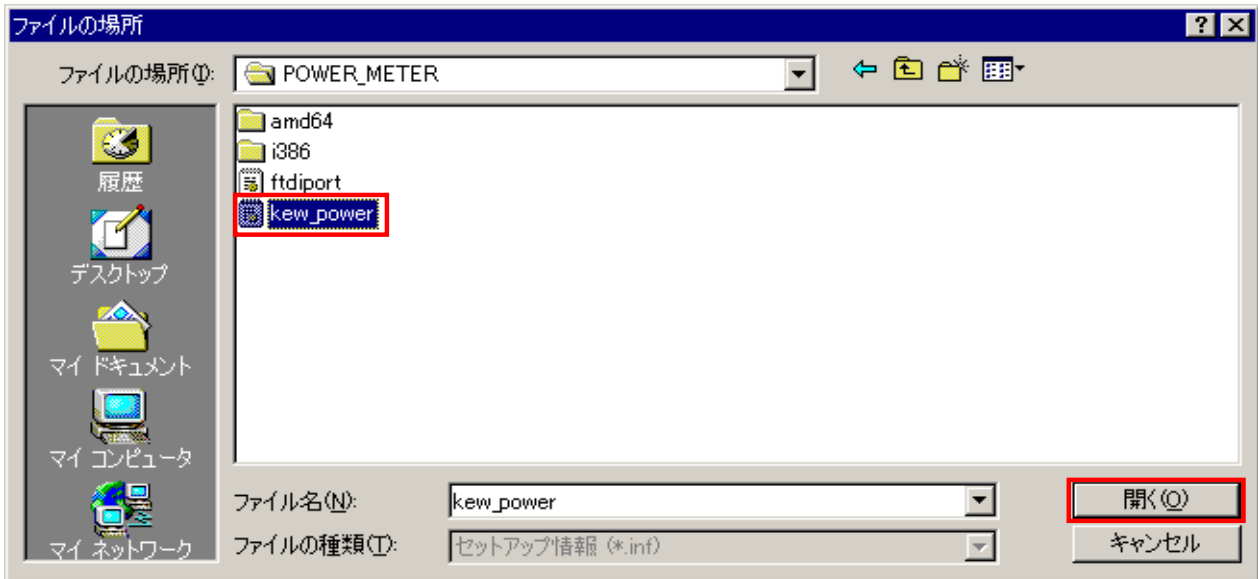 ファイルの場所
ファイルの場所(I):
POWER_METER
履歴
デスクトップ
マイ ドキュメント
マイ コンピュータ
マイ ネットワーク
amd64
i386
ftdiport
kew_power
ファイル名(N):
kew_power
開く(O)
ファイルの種類(T):
セットアップ情報 (*.inf)
キャンセル